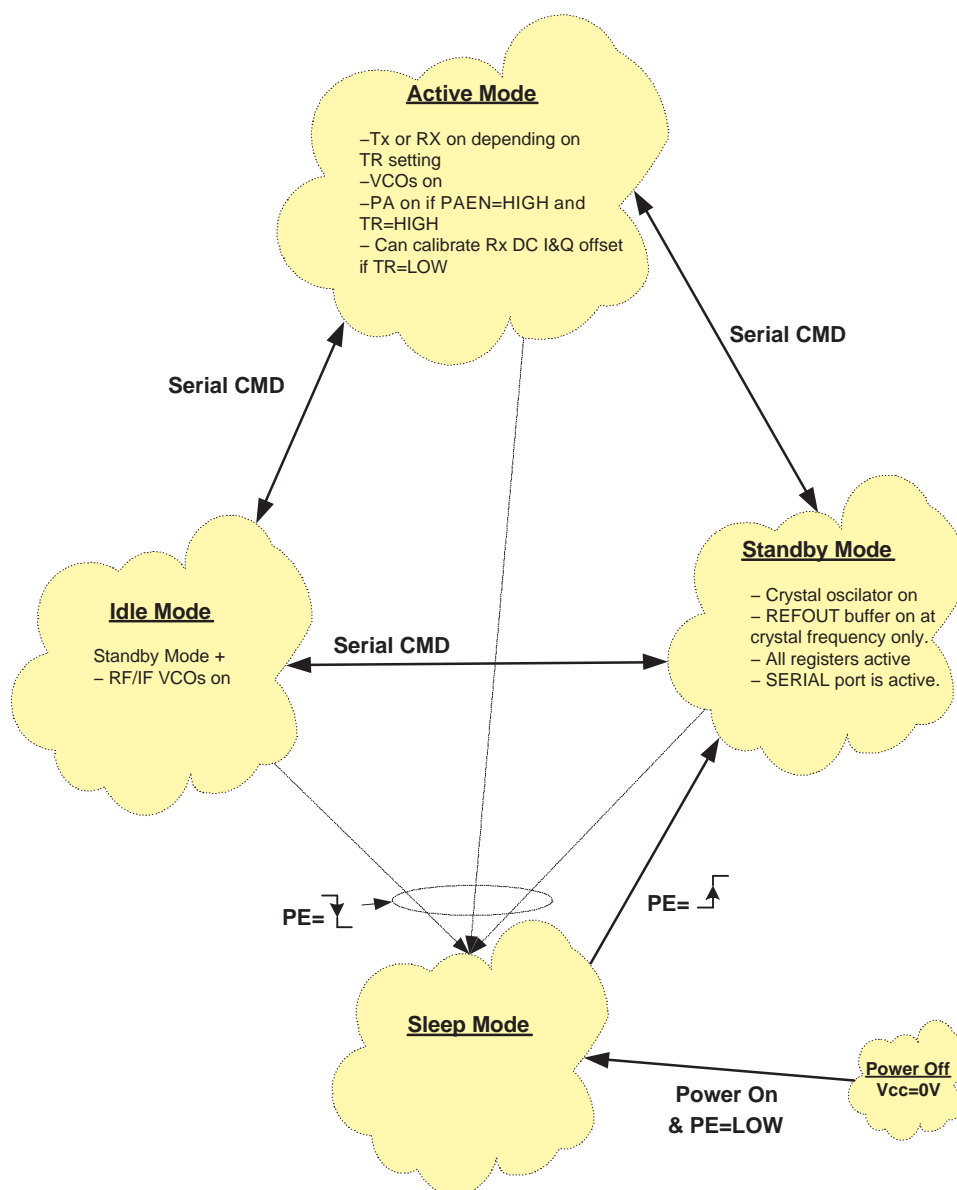 Active Mode
–Tx or RX on depending on
TR setting
–VCOs on
–PA on if PAEN=HIGH and
TR=HIGH
– Can calibrate Rx DC I&Q offset
if TR=LOW
Serial CMD
Serial CMD
Standby Mode
– Crystal oscilator on
– REFOUT buffer on at
crystal frequency only.
– All registers active
– SERIAL port is active.
Idle Mode
Standby Mode +
– RF/IF VCOs on
Serial CMD
PE=
PE=
Sleep Mode
Power Off
Vcc=0V
Power On
& PE=LOW